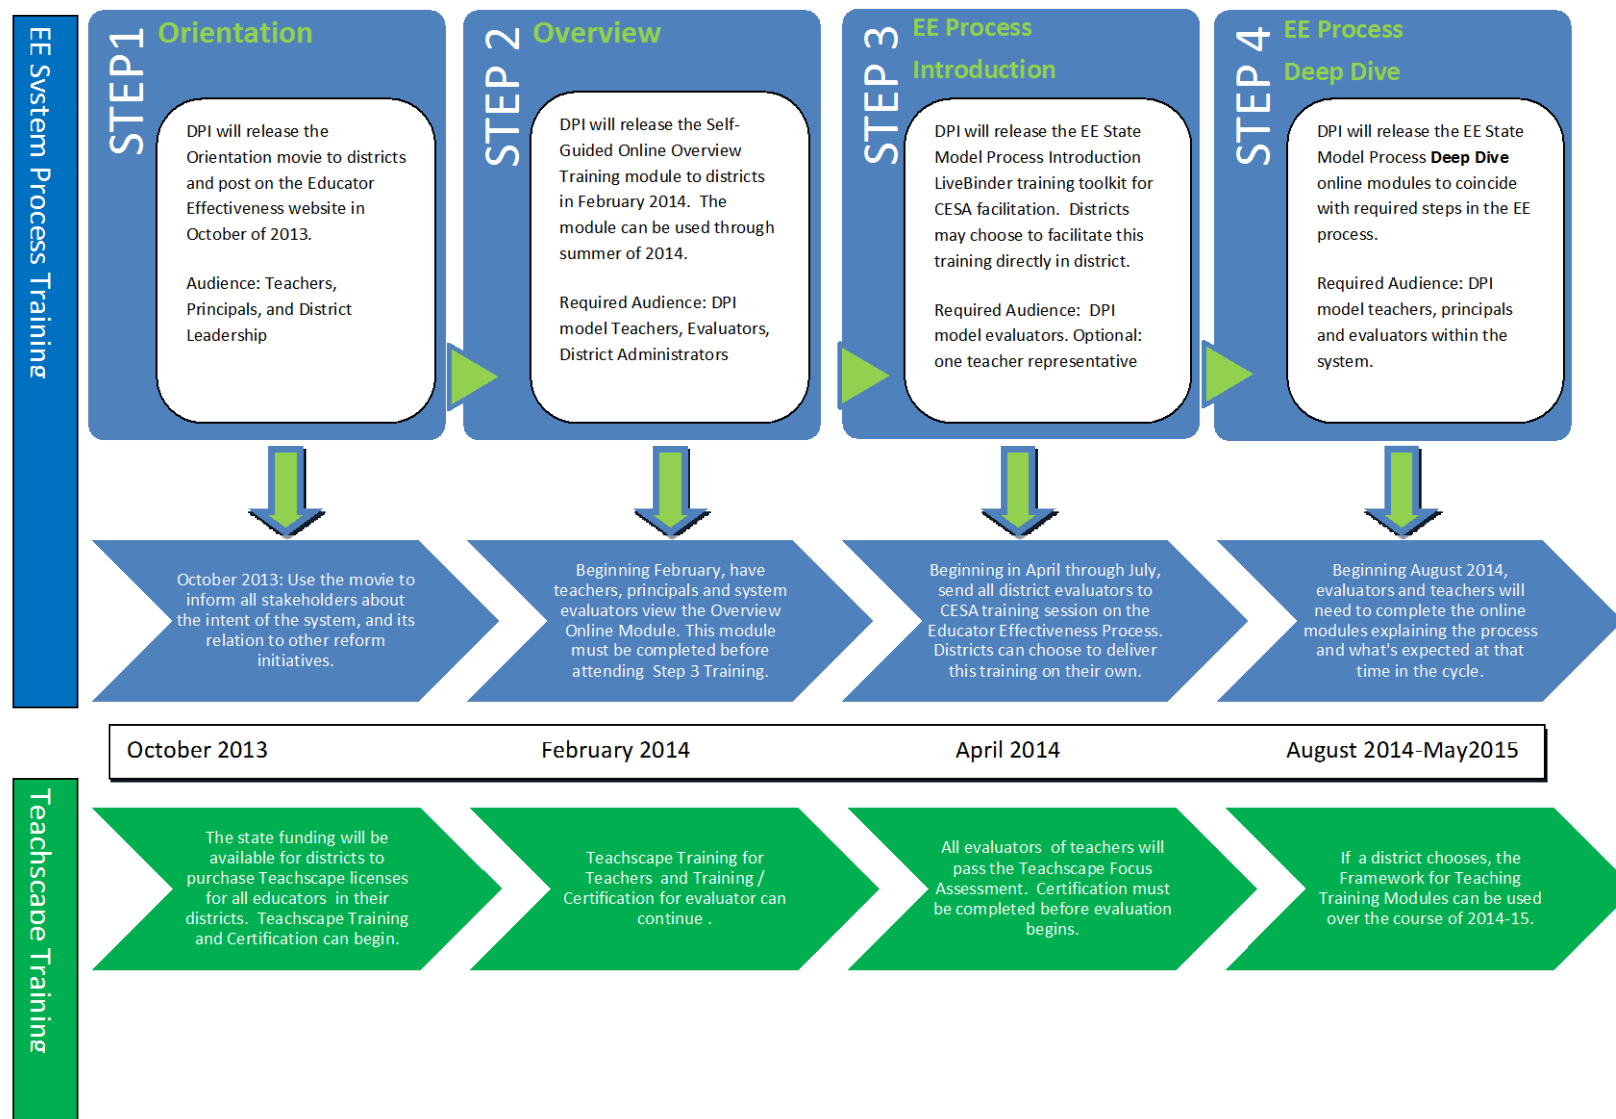 EE System Process Training
STEP1
Orientation
DPI will release the
Orientation movie to districts
and post on the Educator
Effectiveness website in
October of 2013.
Audience: Teachers,
Principals, and District
Leadership
STEP 2
Overview
DPI will release the Self-
Guided Online Overview
Training module to districts
in February 2014. The
module can be used through
summer of 2014.
Required Audience: DPI
model Teachers, Evaluators,
District Administrators
STEP 3
EE Process
Introduction
DPI will release the EE State
Model Process Introduction
LiveBinder training toolkit for
CESA facilitation. Districts
may choose to facilitate this
training directly in district.
Required Audience: DPI
model evaluators. Optional:
one teacher representative
STEP 4
EE Process
Deep Dive
DPI will release the EE State
Model Process Deep Dive
online modules to coincide
with required steps in the EE
process.
Required Audience: DPI
model teachers, principals
and evaluators within the
system.
October 2013: Use the movie to
inform all stakeholders about
the intent of the system, and its
relation to other reform
initiatives.
Beginning February, have
teachers, principals and system
evaluators view the Overview
Online Module. This module
must be completed before
attending Step 3 Training.
Beginning in April through July,
send all district evaluators to
CESA training session on the
Educator Effectiveness Process.
Districts can choose to deliver
this training on their own.
Beginning August 2014,
evaluators and teachers will
need to complete the online
modules explaining the process
and what's expected at that
time in the cycle.
October 2013
February 2014
April 2014
August 2014-May2015
Teachscape Training
The state funding will be
available for districts to
purchase Teachscape licenses
for all educators in their
districts. Teachscape Training
and Certification can begin.
Teachscape Training for
Teachers and Training /
Certification for evaluator can
continue .
All evaluators of teachers will
pass the Teachscape Focus
Assessment. Certification must
be completed before evaluation
begins.
If a district chooses, the
Framework for Teaching
Training Modules can be used
over the course of 2014-15.